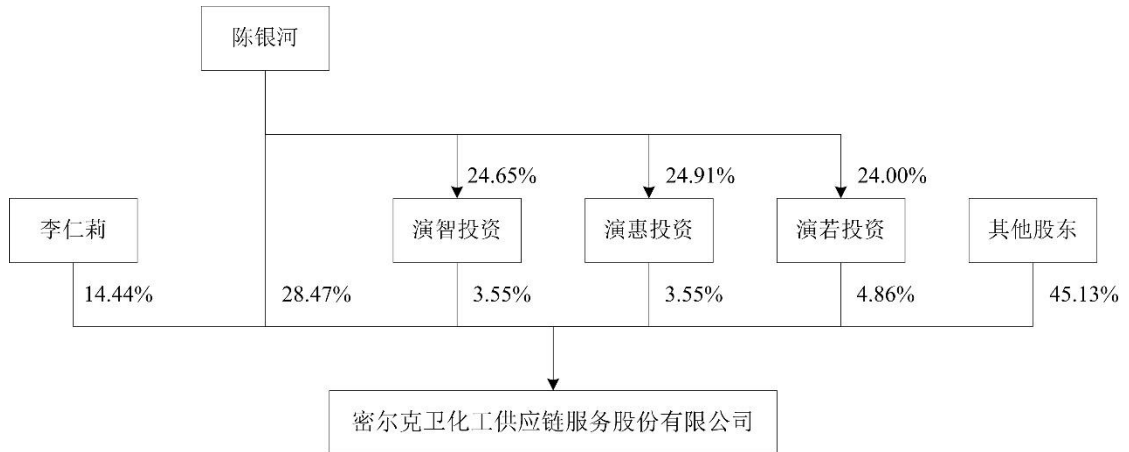 陈银河
24.65%
24.91%
24.00%
李仁莉
演智投资
演惠投资
演若投资
其他股东
14.44%
28.47%
3.55%
3.55%
4.86%
45.13%
密尔克卫化工供应链服务股份有限公司